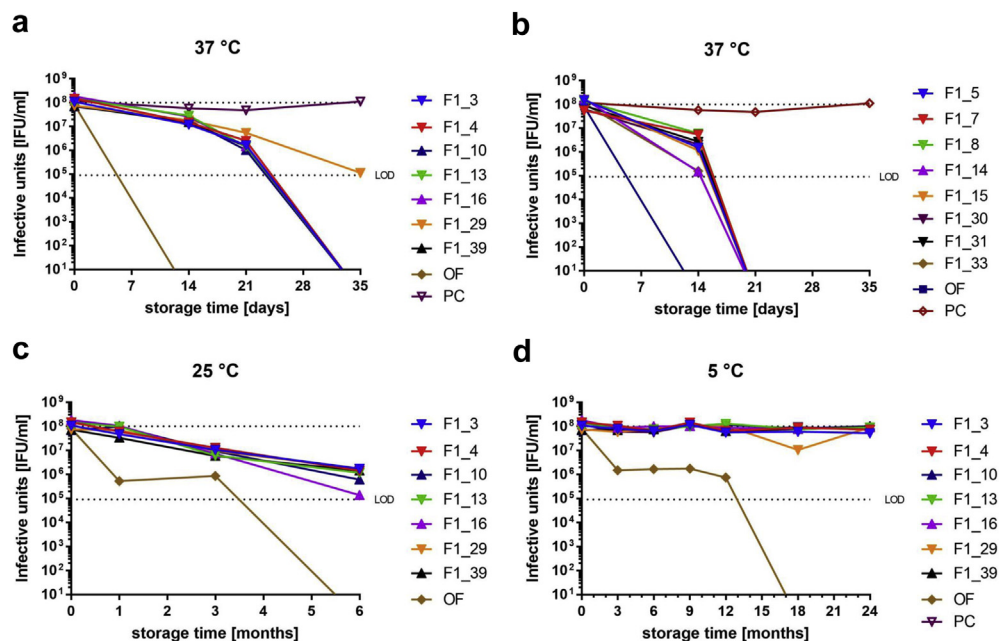 a
37 °C
Infective units [IFU/ml]
10⁹
10⁸
10⁷
10⁶
10⁵
10⁴
10³
10²
10¹
LOD
0 7 14 21 28 35
storage time [days]
F1_3
F1_4
F1_10
F1_13
F1_16
F1_29
F1_39
OF
PC
b
37 °C
Infective units [IFU/ml]
10⁹
10⁸
10⁷
10⁶
10⁵
10⁴
10³
10²
10¹
LOD
0 7 14 21 28 35
storage time [days]
F1_5
F1_7
F1_8
F1_14
F1_15
F1_30
F1_31
F1_33
OF
PC
c
25 °C
Infective units [IFU/ml]
10⁹
10⁸
10⁷
10⁶
10⁵
10⁴
10³
10²
10¹
LOD
0 1 2 3 4 5 6
storage time [months]
F1_3
F1_4
F1_10
F1_13
F1_16
F1_29
F1_39
OF
d
5 °C
Infective units [IFU/ml]
10⁹
10⁸
10⁷
10⁶
10⁵
10⁴
10³
10²
10¹
LOD
0 3 6 9 12 15 18 21 24
storage time [months]
F1_3
F1_4
F1_10
F1_13
F1_16
F1_29
F1_39
OF
PC